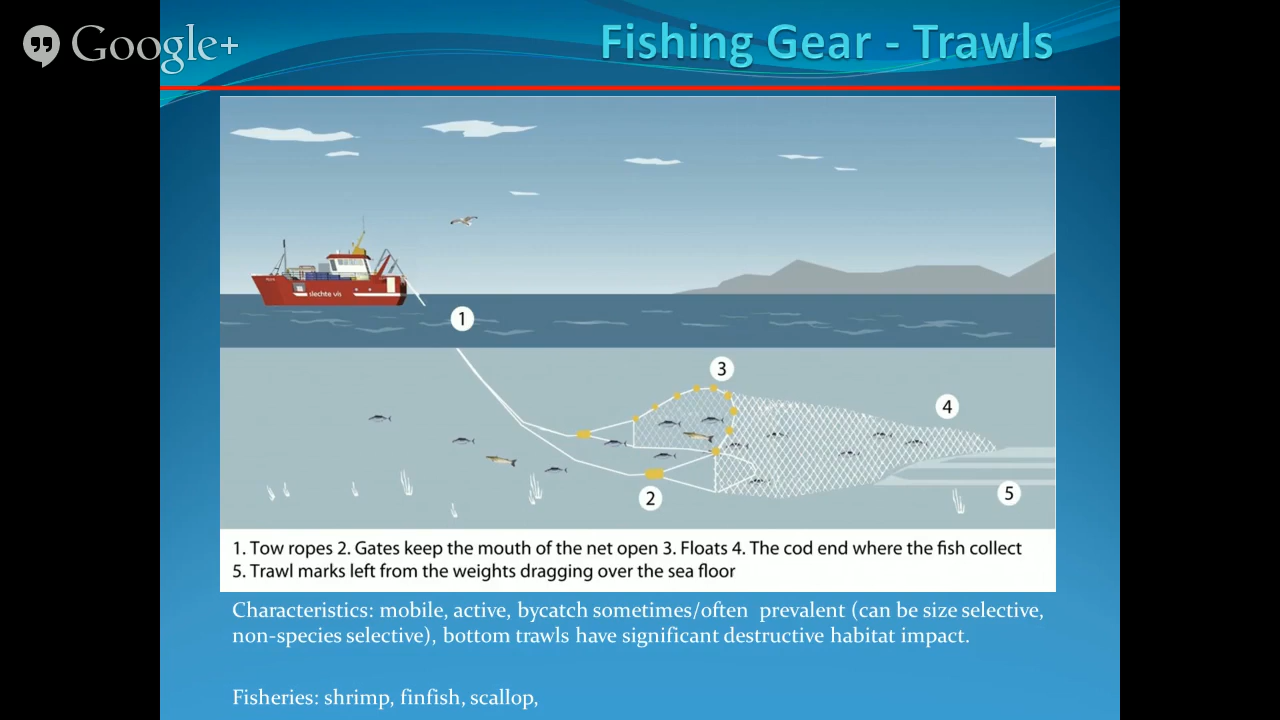 Google+
Fishing Gear - Trawls
slechte vis
1
3
4
2
5
1. Tow ropes 2. Gates keep the mouth of the net open 3. Floats 4. The cod end where the fish collect
5. Trawl marks left from the weights dragging over the sea floor
Characteristics: mobile, active, bycatch sometimes/often prevalent (can be size selective,
non-species selective), bottom trawls have significant destructive habitat impact.
Fisheries: shrimp, finfish, scallop,